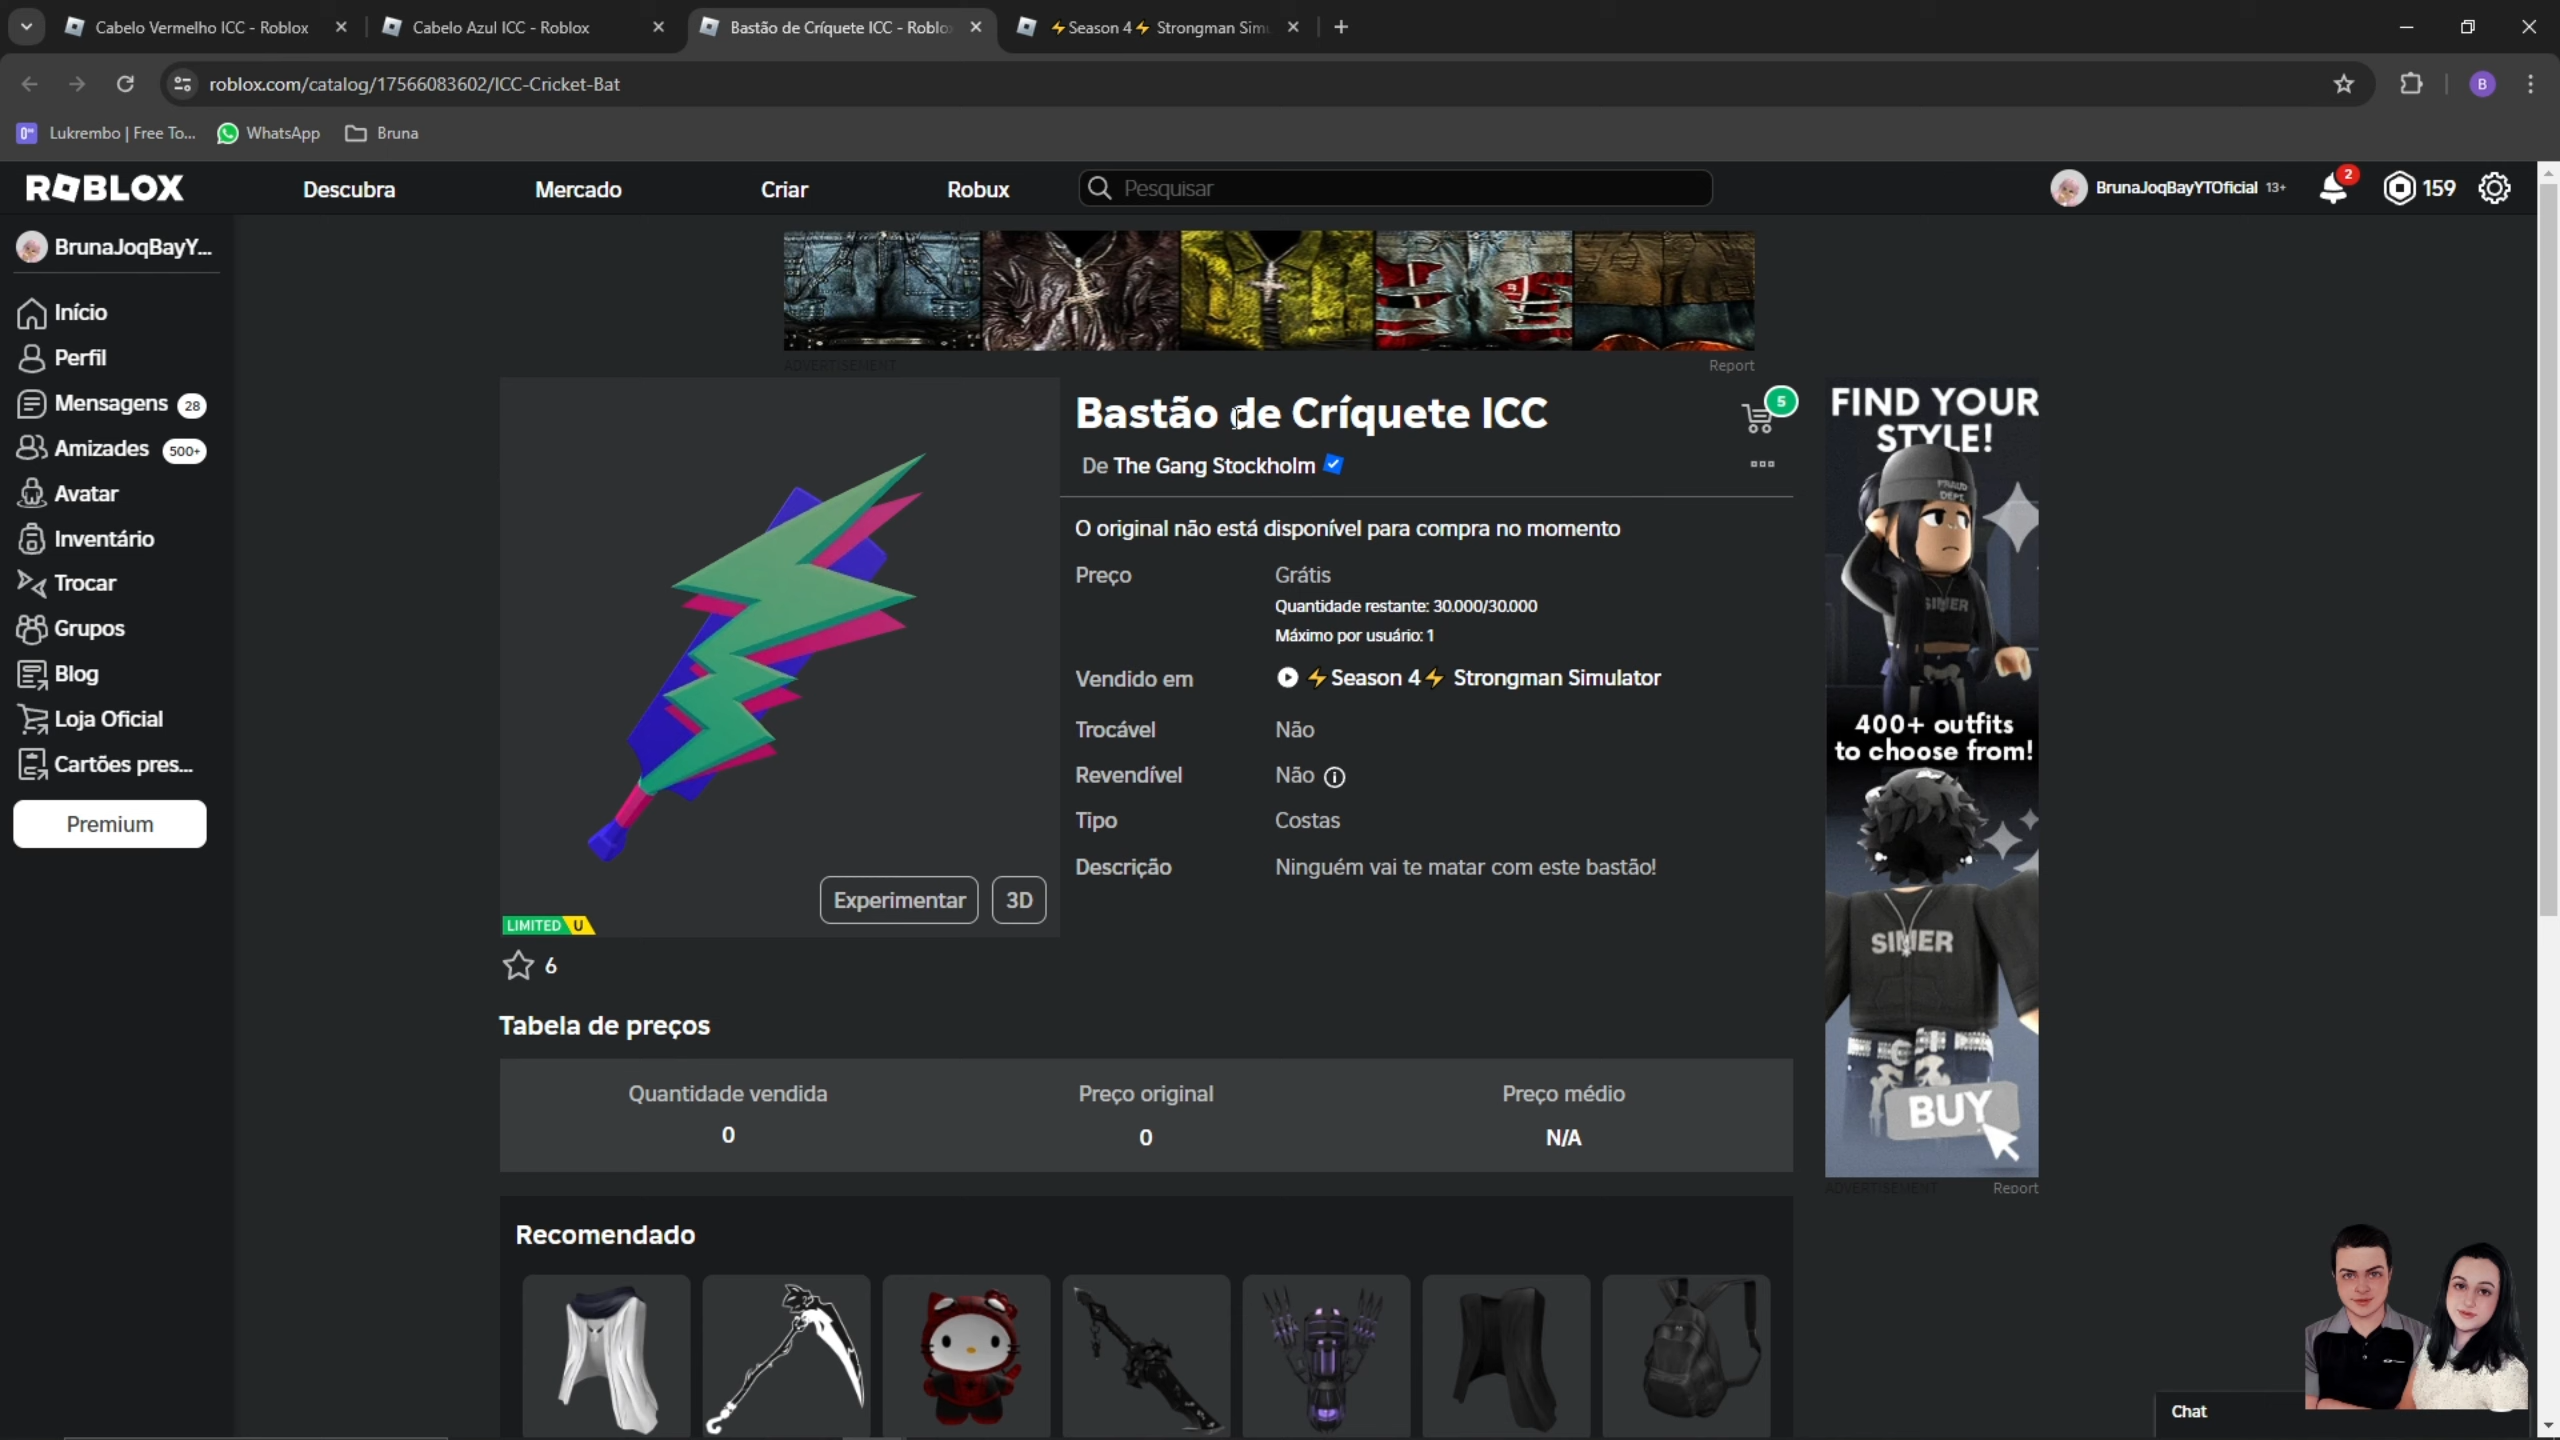 Cabelo Vermelho ICC - Roblox
Cabelo Azul ICC - Roblox
Bastão de Críquete ICC - Roblox
⚡Season 4⚡ Strongman Simu
roblox.com/catalog/17566083602/ICC-Cricket-Bat
B
Lukrembo | Free To...
WhatsApp
Bruna
ROBLOX
Descubra
Mercado
Criar
Robux
Pesquisar
BrunaJoqBayYTOficial 13+
2
159
BrunaJoqBayY...
Início
Perfil
Mensagens 28
Amizades 500+
Avatar
Inventário
Trocar
Grupos
Blog
Loja Oficial
Cartões pres...
Premium
ADVERTISEMENT
Report
Bastão de Críquete ICC
5
De The Gang Stockholm
O original não está disponível para compra no momento
Preço Grátis
Quantidade restante: 30.000/30.000
Máximo por usuário: 1
Vendido em ⚡Season 4⚡ Strongman Simulator
Trocável Não
Revendível Não
Tipo Costas
Descrição Ninguém vai te matar com este bastão!
Experimentar
3D
LIMITED U
6
Tabela de preços
Quantidade vendida
0
Preço original
0
Preço médio
N/A
Recomendado
FIND YOUR
STYLE!
FRAUD
DEPT.
400+ outfits
to choose from!
BUY
ADVERTISEMENT
Report
Chat